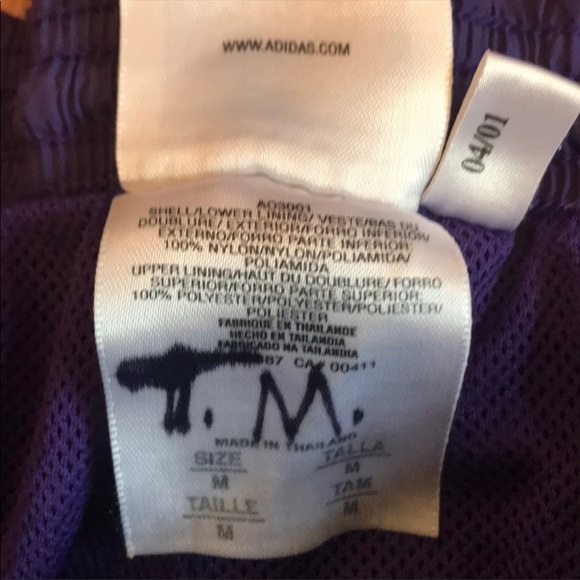 WWW.ADIDAS.COM
04/01
AO3001
SHELL/LOWER LINING/ VESTE/BAS DU
DOUBLURE/ EXTERIOR/FORRO INFERIOR/
EXTERNO/FORRO PARTE INFERIOR
100% NYLON/NYLON/POLIAMIDA/
POLIAMIDA
UPPER LINING/HAUT DU DOUBLURE/ FORRO
SUPERIOR/FORRO PARTE SUPERIOR:
100% POLYESTER/POLYESTER/POLIESTER/
POLIESTER
FABRIQUE EN THAILANDE
HECHO EN TAILANDIA
FABRICADO NA TAILANDIA
CA 00411
T. M.
MADE IN THAILAND
SIZE TALLA
M M
TAILLE TAM
M M